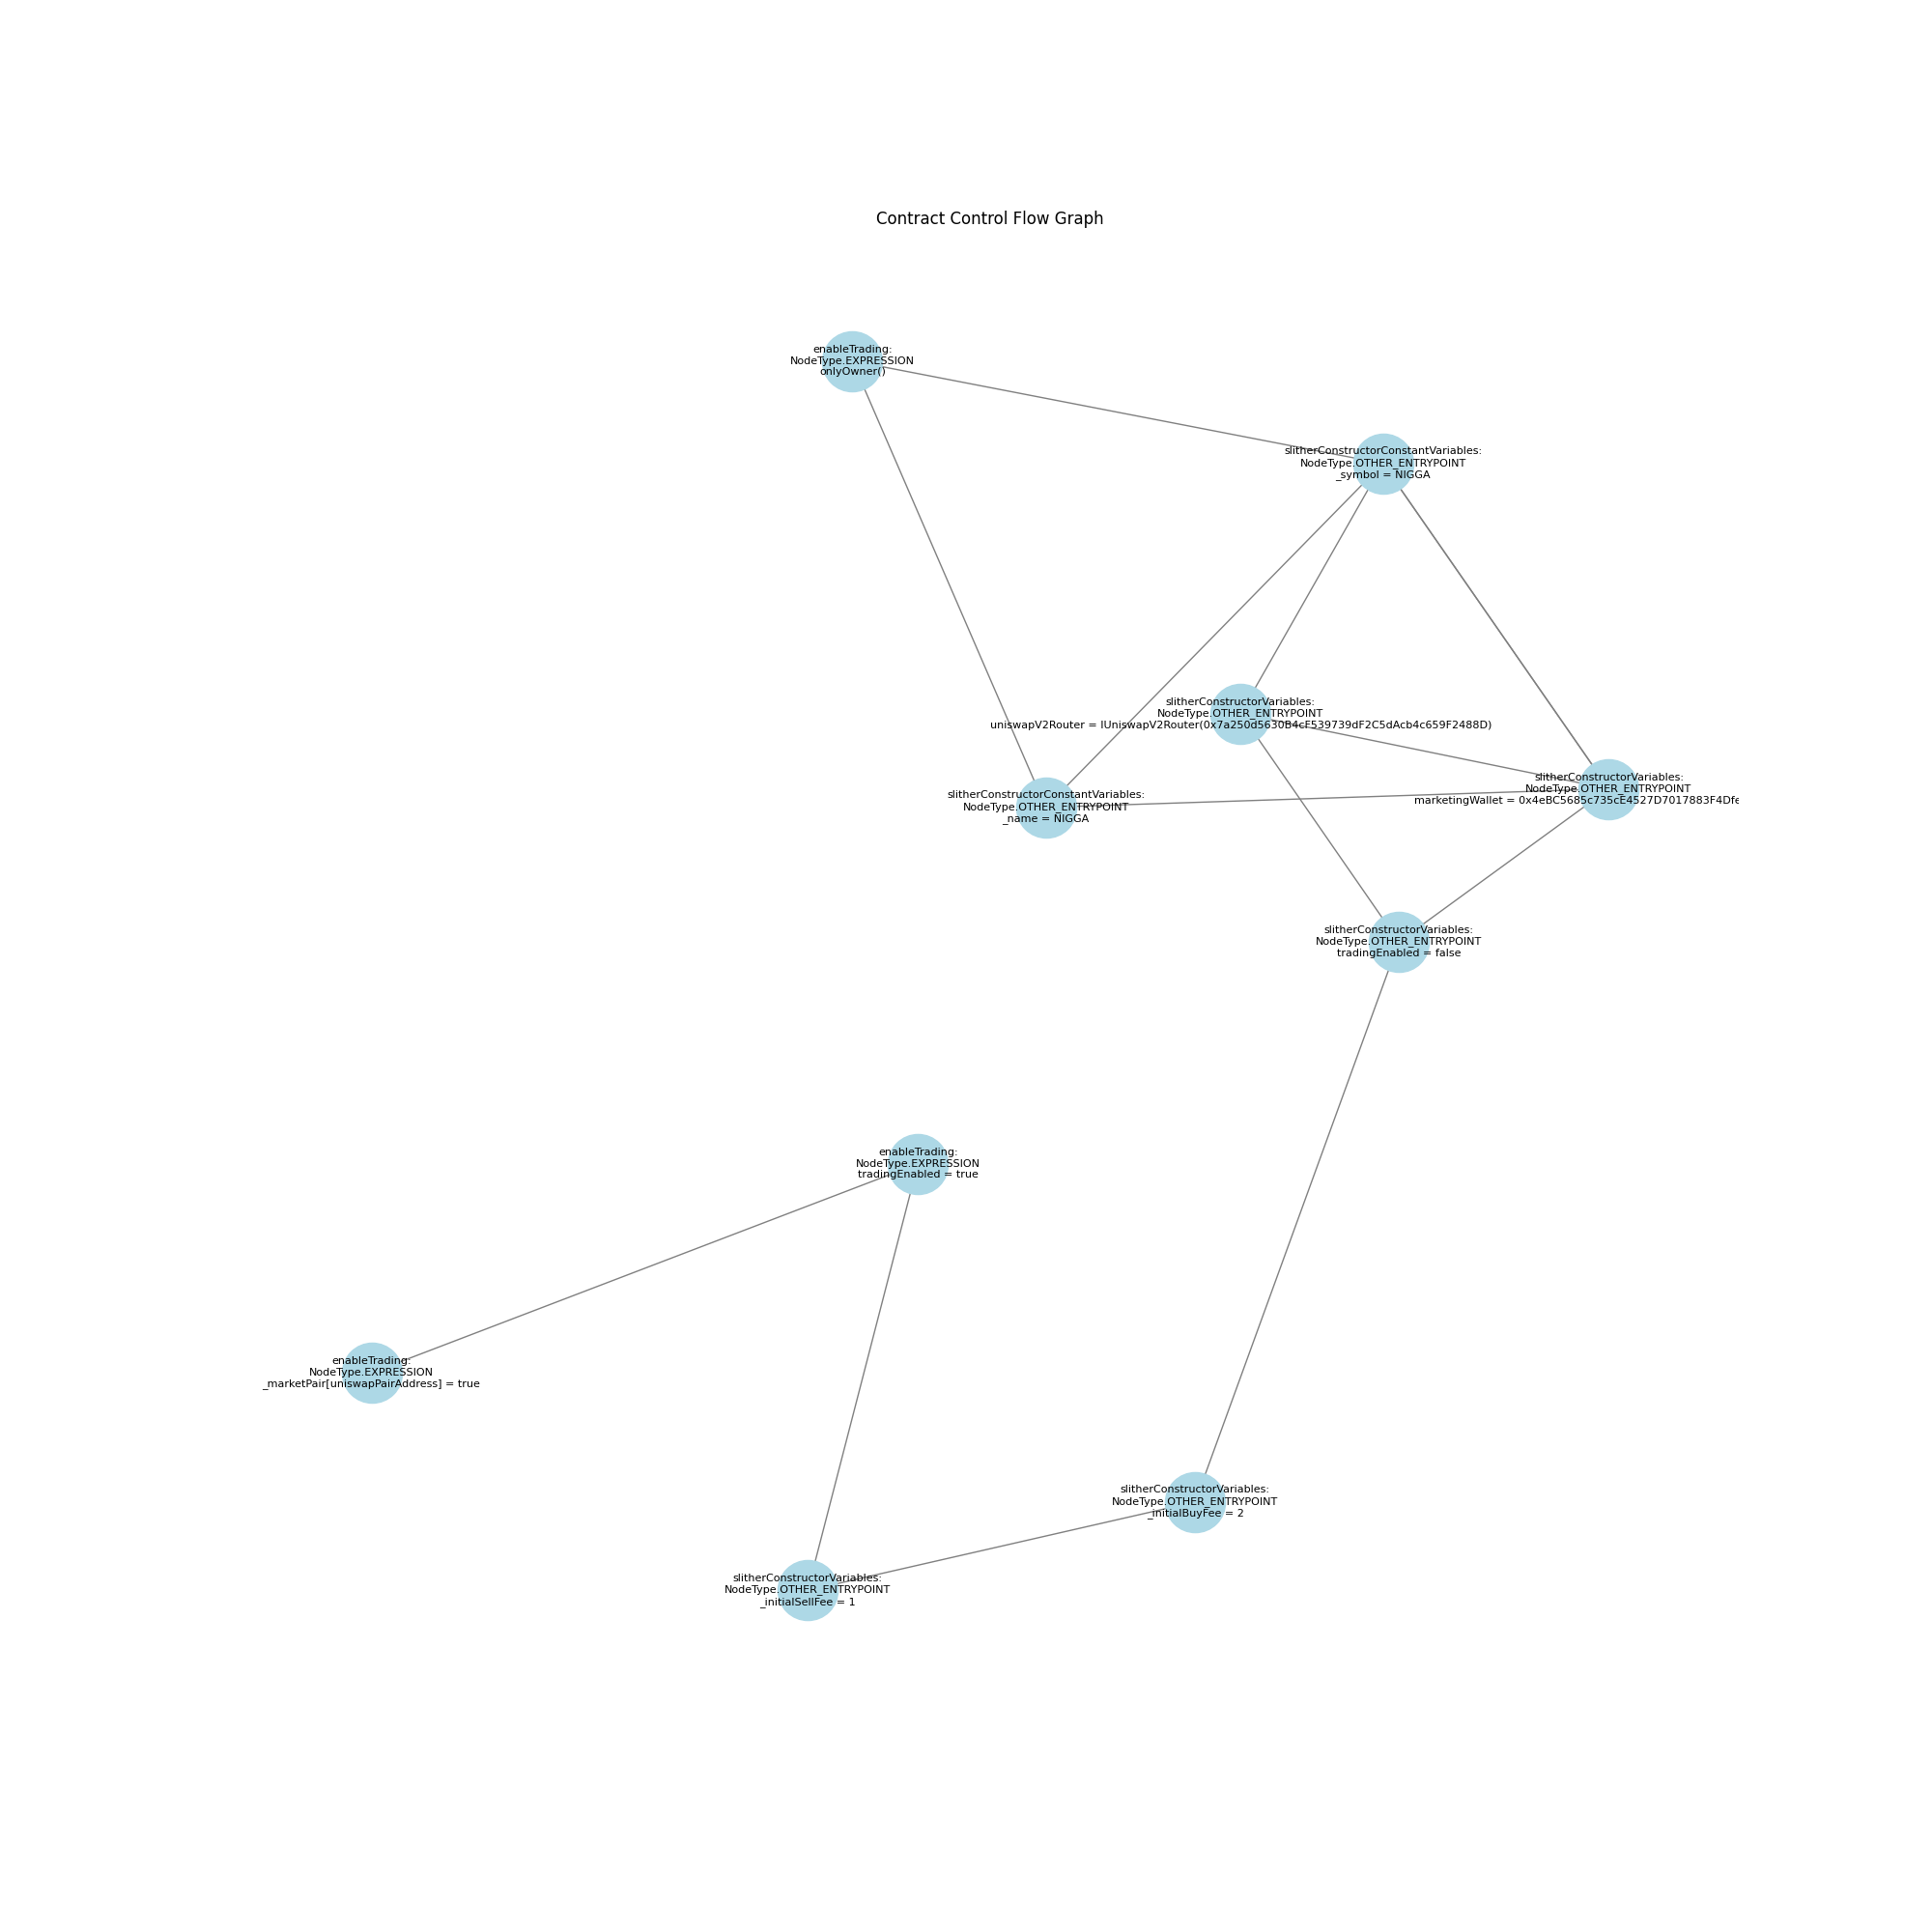 Contract Control Flow Graph
enableTrading:
NodeType.EXPRESSION
onlyOwner()
slitherConstructorConstantVariables:
NodeType.OTHER_ENTRYPOINT
_symbol = NIGGA
slitherConstructorVariables:
NodeType.OTHER_ENTRYPOINT
uniswapV2Router = IUniswapV2Router(0x7a250d5630B4cF539739dF2C5dAcb4c659F2488D)
slitherConstructorVariables:
NodeType.OTHER_ENTRYPOINT
marketingWallet = 0x4eBC5685c735cE4527D7017883F4Dfe
slitherConstructorConstantVariables:
NodeType.OTHER_ENTRYPOINT
_name = NIGGA
slitherConstructorVariables:
NodeType.OTHER_ENTRYPOINT
tradingEnabled = false
enableTrading:
NodeType.EXPRESSION
tradingEnabled = true
enableTrading:
NodeType.EXPRESSION
_marketPair[uniswapPairAddress] = true
slitherConstructorVariables:
NodeType.OTHER_ENTRYPOINT
_initialBuyFee = 2
slitherConstructorVariables:
NodeType.OTHER_ENTRYPOINT
_initialSellFee = 1